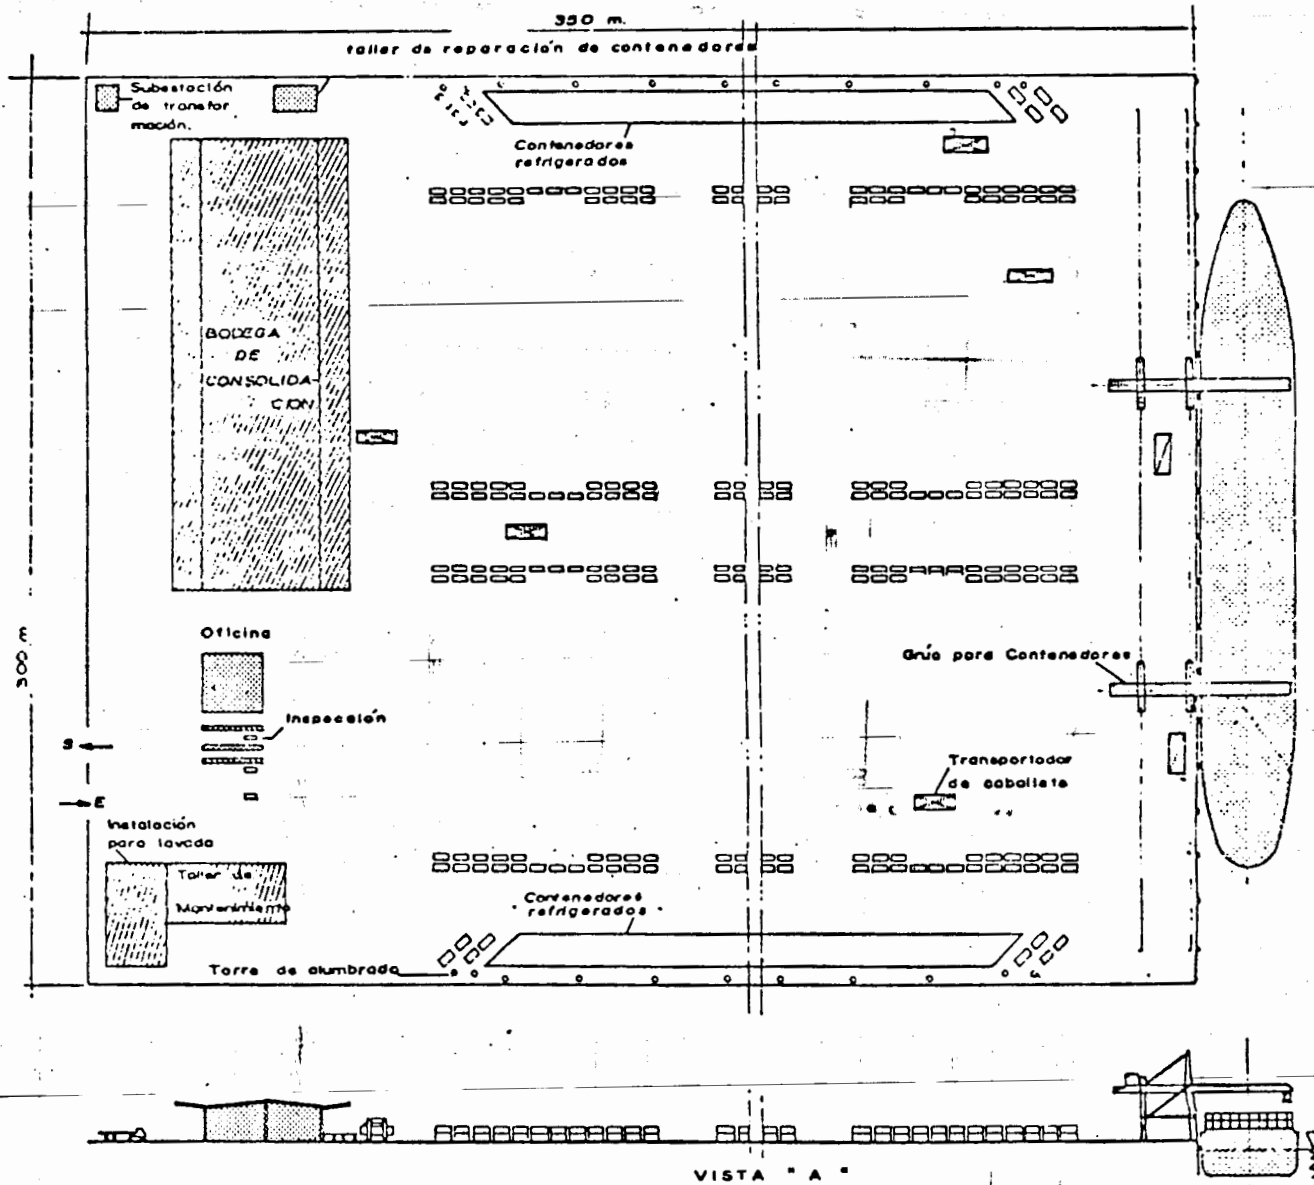 350 m.
taller de reparación de contenedores
Subestación
de transfor
mación.
Contenedores
refrigerados
BODEGA
DE
CONSOLIDA-
CION
300 m
Oficina
Inspección
Grúa para Contenedores
S
E
Transportador
de caballete
Instalación
para lavado
Taller de
Mantenimiento
Contenedores
refrigerados
Torre de alumbrado
VISTA "A"